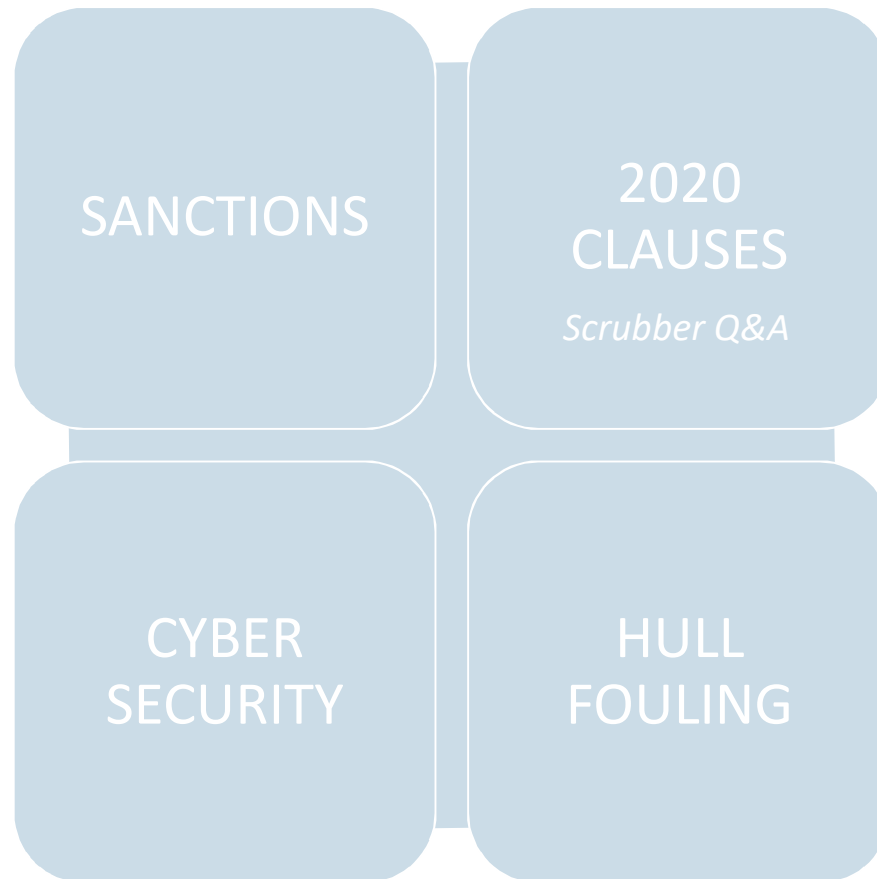 SANCTIONS
2020
CLAUSES
Scrubber Q&A
CYBER
SECURITY
HULL
FOULING